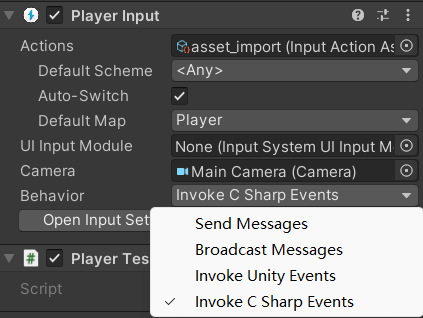 Player Input
Actions asset_import (Input Action As
Default Scheme <Any>
Auto-Switch
Default Map Player
UI Input Module None (Input System UI Input M
Camera Main Camera (Camera)
Behavior Invoke C Sharp Events
Open Input Set
Send Messages
Broadcast Messages
Invoke Unity Events
Invoke C Sharp Events
# Player Tes
Script